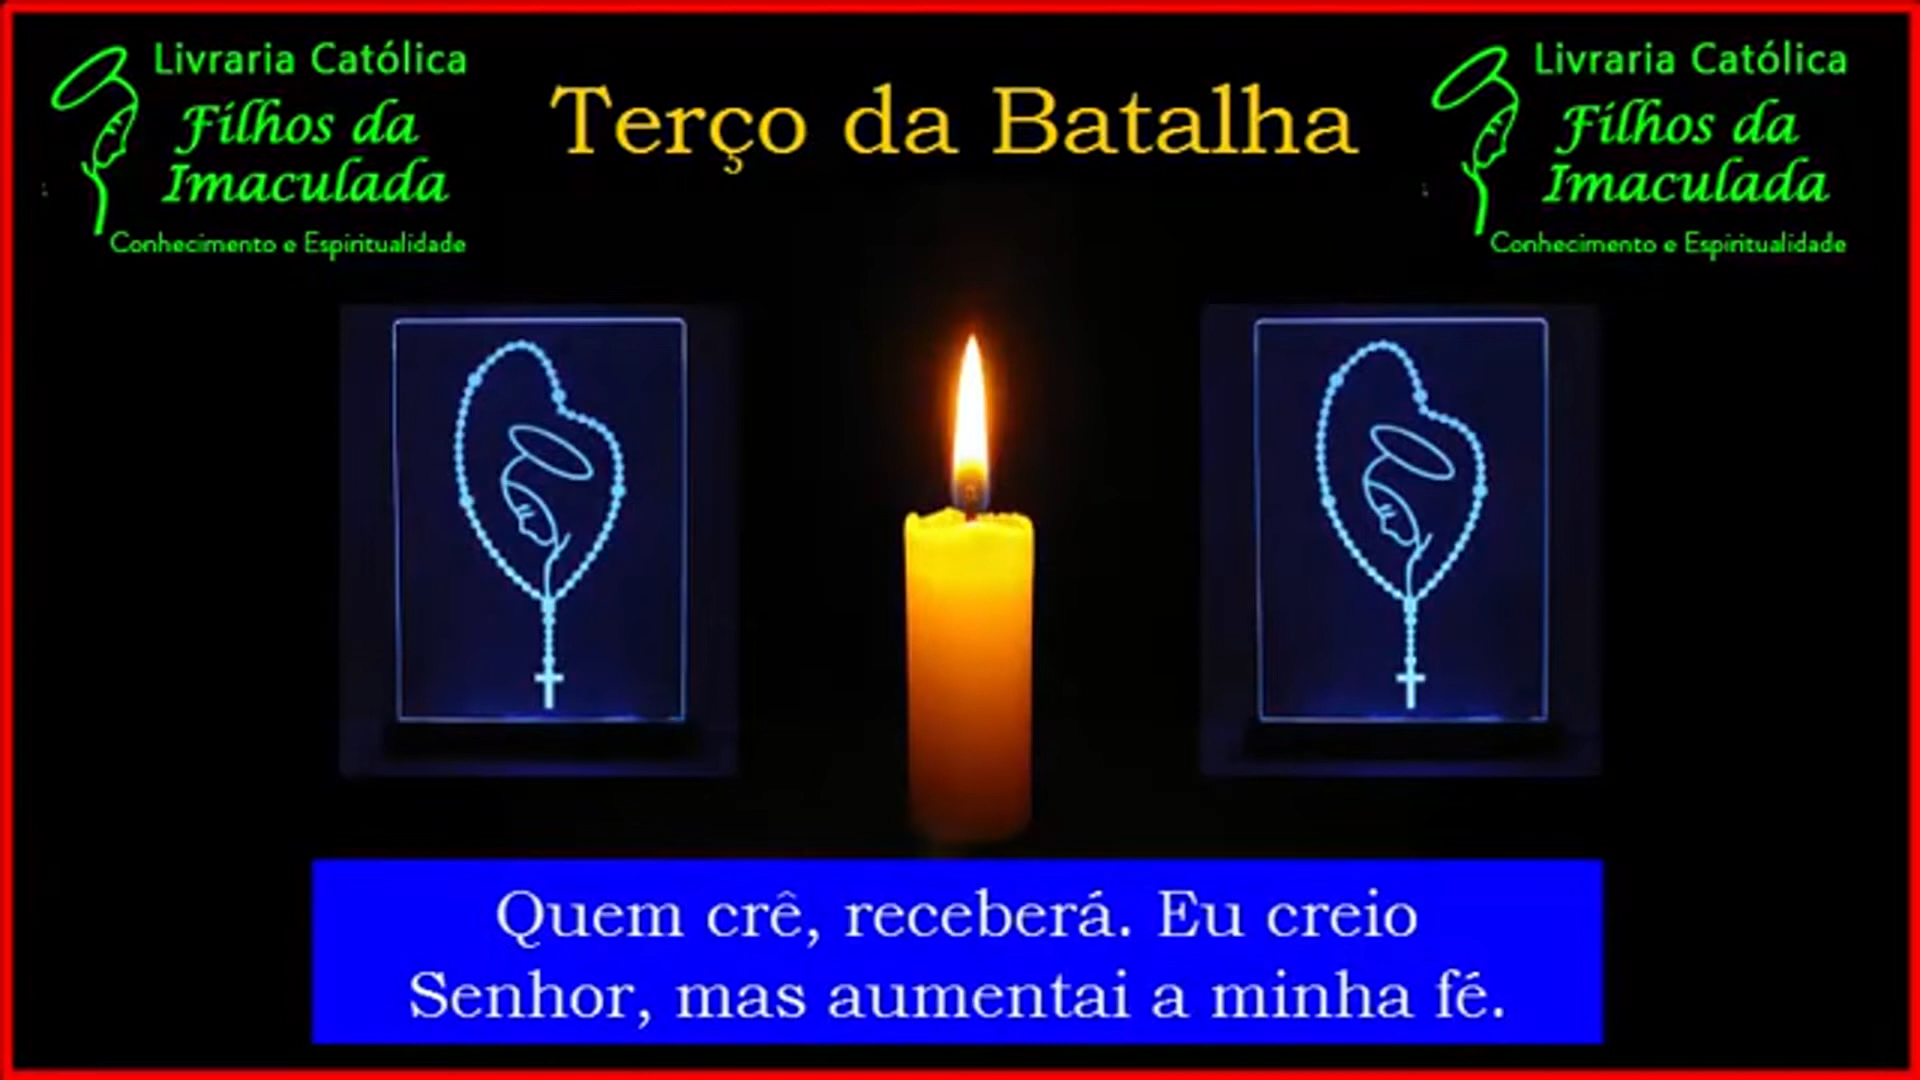 Livraria Católica
Filhos da
Imaculada
Conhecimento e Espiritualidade
Terço da Batalha
Livraria Católica
Filhos da
Imaculada
Conhecimento e Espiritualidade
Quem crê, receberá. Eu creio
Senhor, mas aumentai a minha fé.